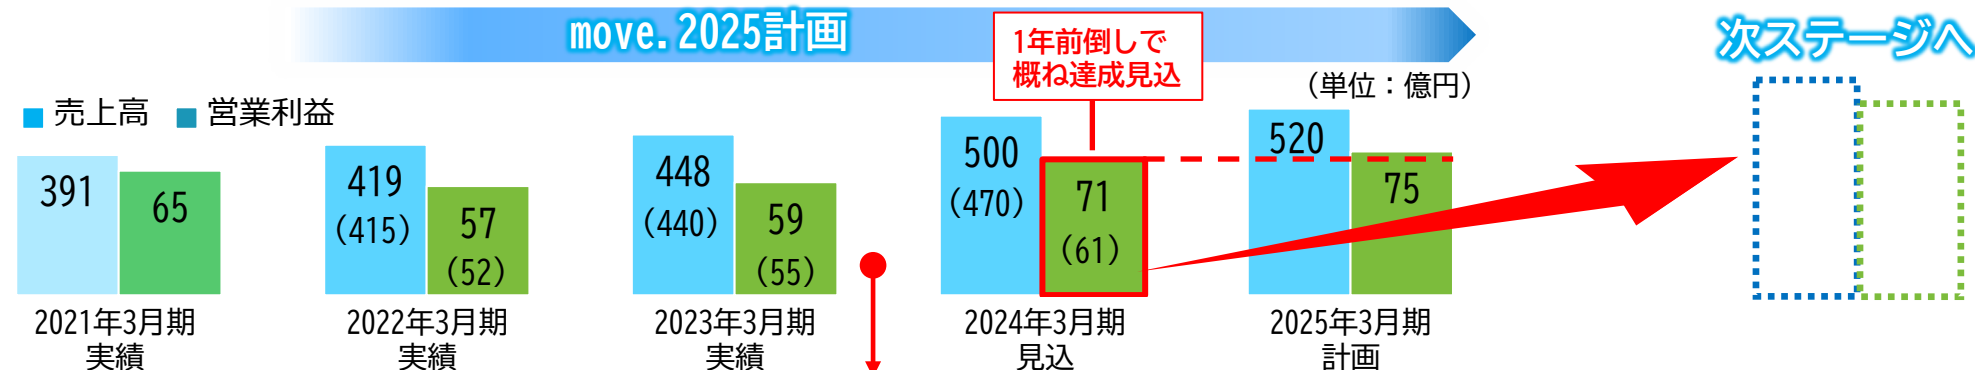 move.2025計画
次ステージへ
1年前倒しで
概ね達成見込
（単位：億円）
売上高 営業利益
391
65
419
（415）
57
（52）
448
（440）
59
（55）
500
（470）
71
（61）
520
75
2021年3月期
実績
2022年3月期
実績
2023年3月期
実績
2024年3月期
見込
2025年3月期
計画